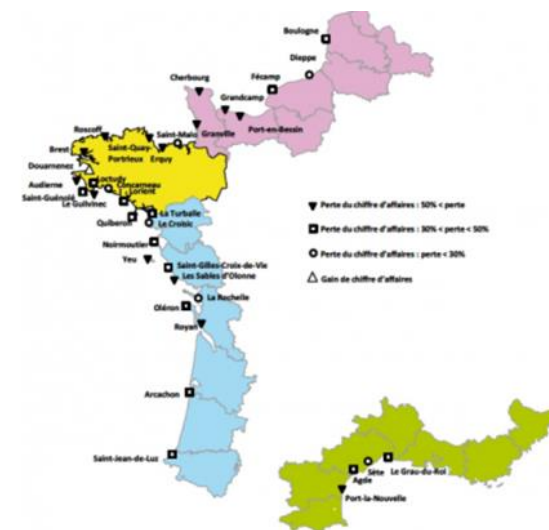 Boulogne
Dieppe
Fécamp
Cherbourg
Grandcamp
Port-en-Bessin
Granville
Saint-Malo
Roscoff
Saint-Quay-
Portrieux
Erquy
Brest
Douarnenez
Audierne
Saint-Guénolé
Le Guilvinec
Loctudy
Concarneau
Lorient
Quiberon
La Turballe
Le Croisic
Noirmoutier
Yeu
Saint-Gilles-Croix-de-Vie
Les Sables d'Olonne
La Rochelle
Oléron
Royan
Arcachon
Saint-Jean-de-Luz
Perte du chiffre d'affaires : 50% < perte
Perte du chiffre d'affaires : 30% < perte < 50%
Perte du chiffre d'affaires : perte < 30%
Gain de chiffre d'affaires
Le Grau-du-Roi
Sète
Agde
Port-la-Nouvelle